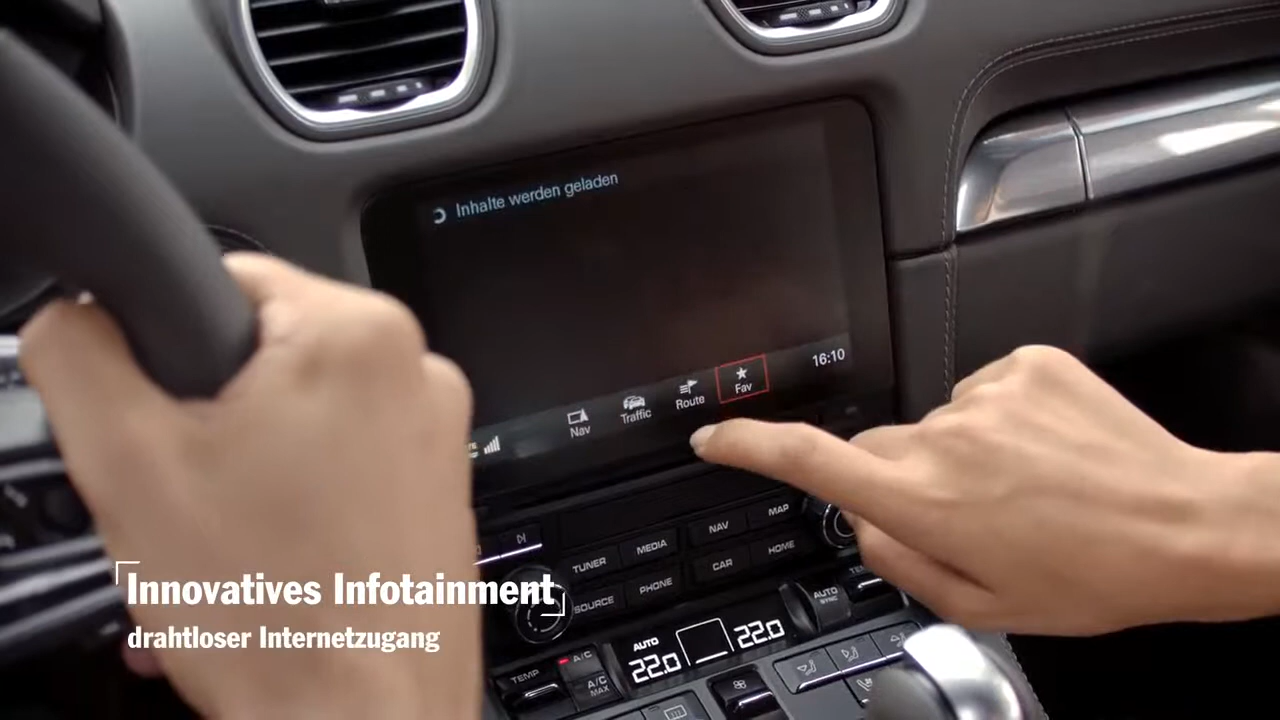 Inhalte werden geladen
16:10
Fav
Route
Traffic
Nav
MAP
NAV
MEDIA
TUNER
HOME
CAR
PHONE
SOURCE
AUTO
SYNC
AUTO
22.0
22.0
TEMP
A/C
A/C
MAX
Innovatives Infotainment
drahtloser Internetzugang